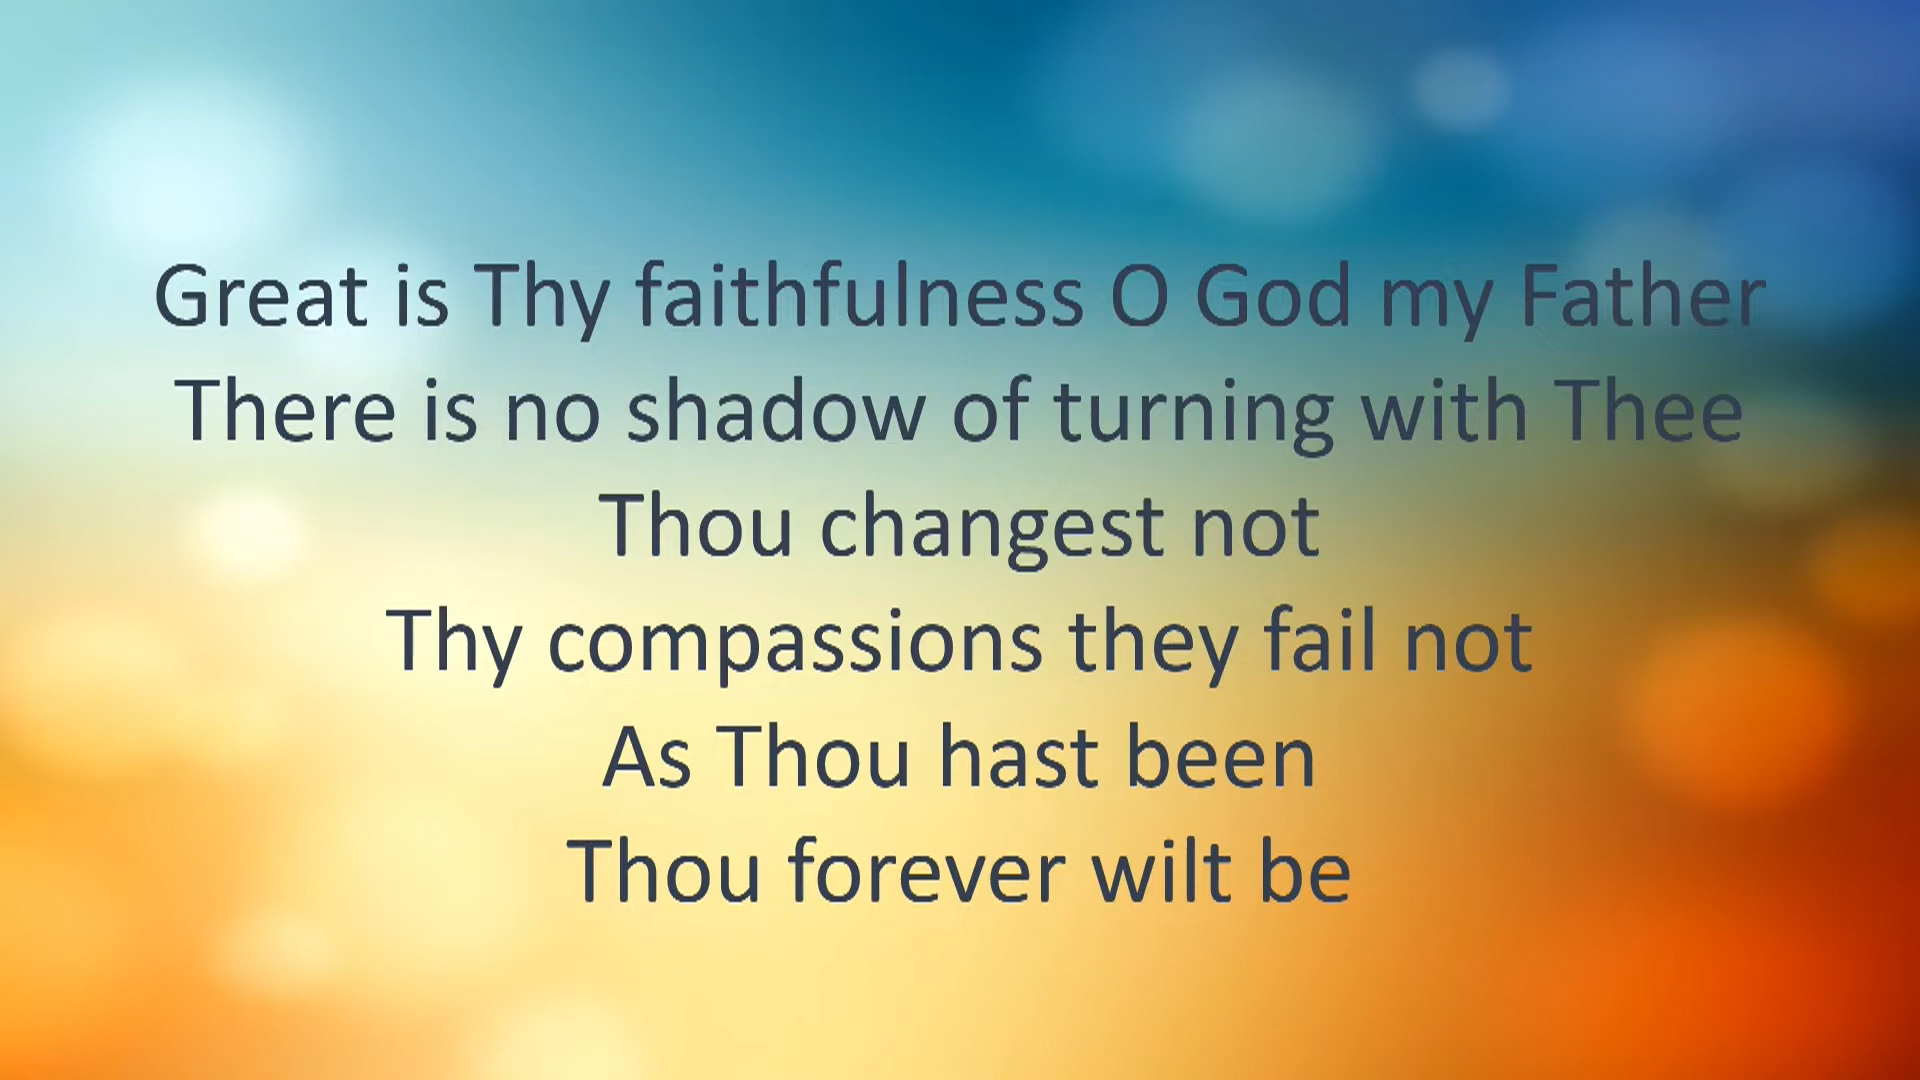 Great is Thy faithfulness O God my Father
There is no shadow of turning with Thee
Thou changest not
Thy compassions they fail not
As Thou hast been
Thou forever wilt be